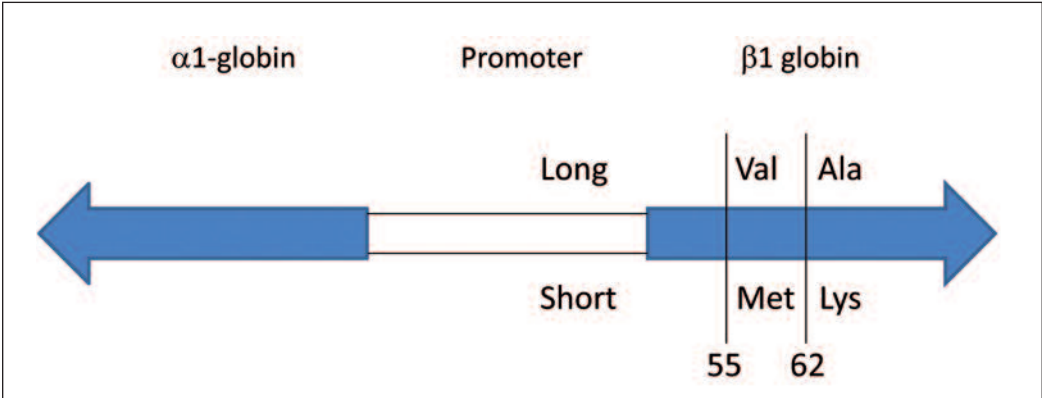 α1-globin Promoter β1 globin
Long Val Ala
Short Met Lys
55 62